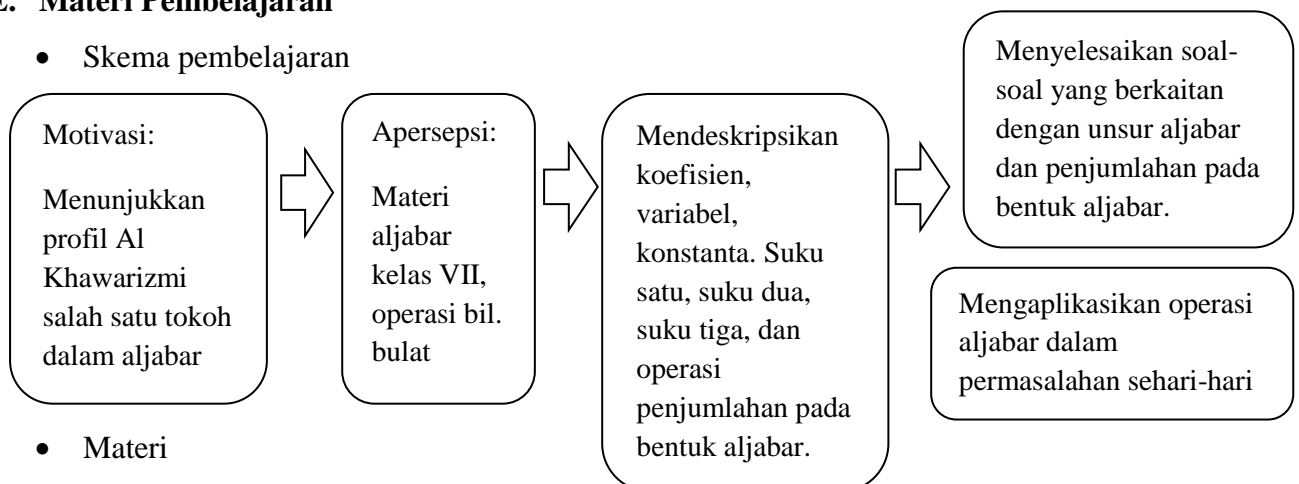 E. Materi Pembelajaran
• Skema pembelajaran
Motivasi:
Menunjukkan
profil Al
Khawarizmi
salah satu tokoh
dalam aljabar
Apersepsi:
Materi
aljabar
kelas VII,
operasi bil.
bulat
Mendeskripsikan
koefisien,
variabel,
konstanta. Suku
satu, suku dua,
suku tiga, dan
operasi
penjumlahan pada
bentuk aljabar.
Menyelesaikan soal-
soal yang berkaitan
dengan unsur aljabar
dan penjumlahan pada
bentuk aljabar.
Mengaplikasikan operasi
aljabar dalam
permasalahan sehari-hari
• Materi